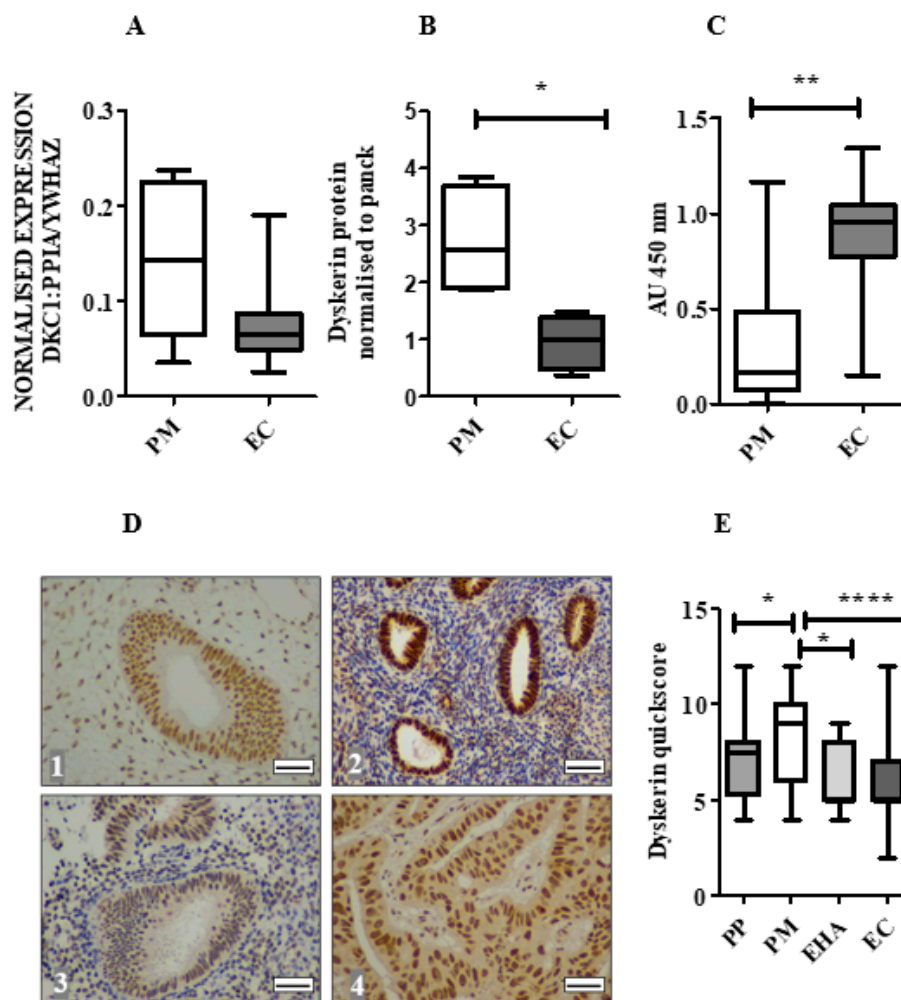 A
B
C
NORMALISED EXPRESSION
DKC1:PPIA/YWHAZ
0.3
0.2
0.1
0.0
PM
EC
Dyskerin protein
normalised to panck
5
4
3
2
1
0
*
PM
EC
AU 450 nm
1.5
1.0
0.5
0.0
**
PM
EC
D
E
1
2
3
4
Dyskerin quickscore
15
10
5
0
*
****
*
PP
PM
EHA
EC